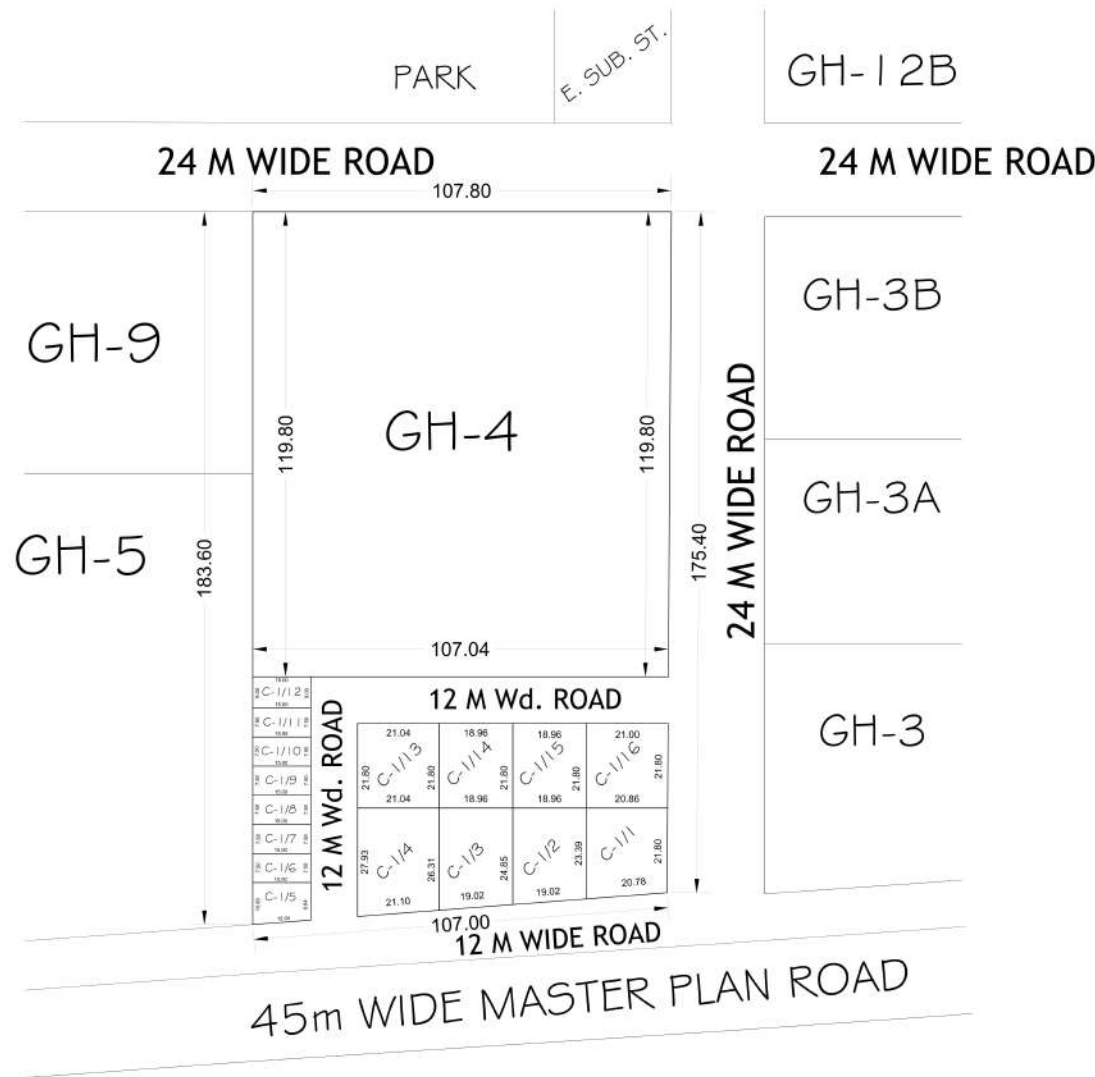 PARK
E. SUB. ST.
GH-12B
24 M WIDE ROAD
24 M WIDE ROAD
107.80
GH-9
GH-3B
GH-4
119.80
119.80
24 M WIDE ROAD
GH-3A
GH-5
183.60
175.40
107.04
GH-3
12 M Wd. ROAD
12 M Wd. ROAD
C-1/12
C-1/11
C-1/10
C-1/9
C-1/8
C-1/7
C-1/6
C-1/5
21.04
18.96
18.96
21.00
21.80
C-1/13
21.80
C-1/14
21.80
C-1/15
21.80
C-1/16
21.80
21.04
18.96
18.96
20.86
27.93
C-1/4
26.31
C-1/3
24.85
C-1/2
23.39
C-1/1
21.80
21.10
19.02
19.02
20.78
107.00
12 M WIDE ROAD
45m WIDE MASTER PLAN ROAD